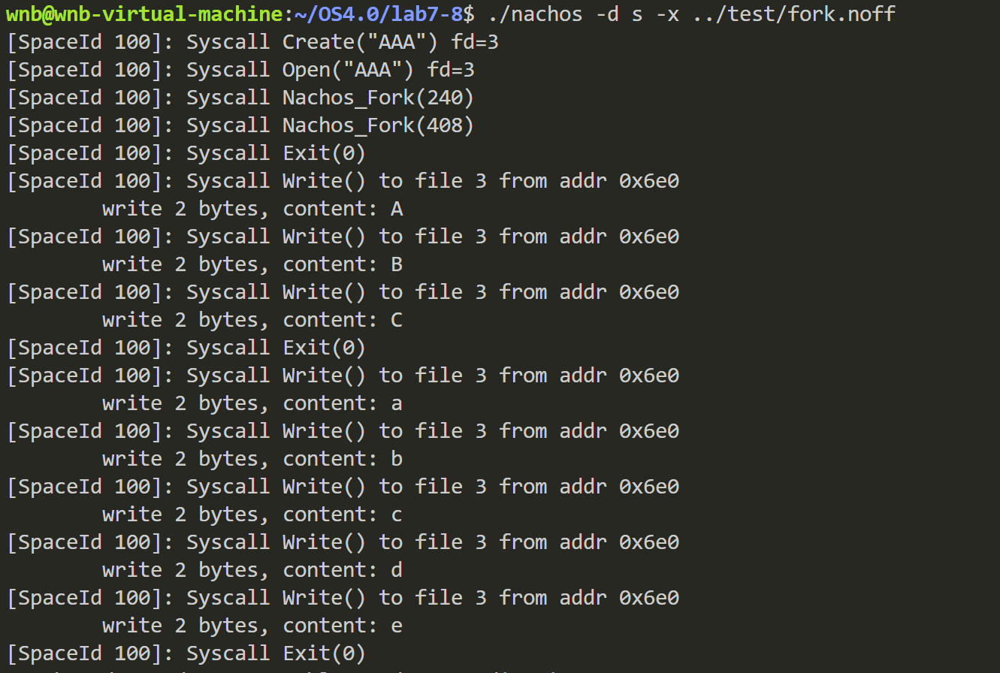 wnb@wnb-virtual-machine:~/OS4.0/lab7-8$ ./nachos -d s -x ../test/fork.noff
[SpaceId 100]: Syscall Create("AAA") fd=3
[SpaceId 100]: Syscall Open("AAA") fd=3
[SpaceId 100]: Syscall Nachos_Fork(240)
[SpaceId 100]: Syscall Nachos_Fork(408)
[SpaceId 100]: Syscall Exit(0)
[SpaceId 100]: Syscall Write() to file 3 from addr 0x6e0
        write 2 bytes, content: A
[SpaceId 100]: Syscall Write() to file 3 from addr 0x6e0
        write 2 bytes, content: B
[SpaceId 100]: Syscall Write() to file 3 from addr 0x6e0
        write 2 bytes, content: C
[SpaceId 100]: Syscall Exit(0)
[SpaceId 100]: Syscall Write() to file 3 from addr 0x6e0
        write 2 bytes, content: a
[SpaceId 100]: Syscall Write() to file 3 from addr 0x6e0
        write 2 bytes, content: b
[SpaceId 100]: Syscall Write() to file 3 from addr 0x6e0
        write 2 bytes, content: c
[SpaceId 100]: Syscall Write() to file 3 from addr 0x6e0
        write 2 bytes, content: d
[SpaceId 100]: Syscall Write() to file 3 from addr 0x6e0
        write 2 bytes, content: e
[SpaceId 100]: Syscall Exit(0)